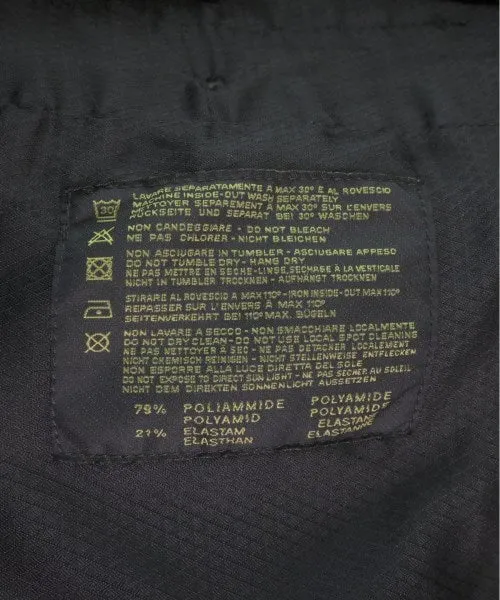 LAVARE SEPARATAMENTE A MAX 30° E AL ROVESCIO
MACHINE INSIDE-OUT WASH SEPARATELY
NETTOYER SEPAREMENT A MAX 30° SUR L'ENVERS
RÜCKSEITE UND SEPARAT BEI 30° WASCHEN
30°
NON CANDEGGIARE - DO NOT BLEACH
NE PAS CHLORER - NICHT BLEICHEN
NON ASCIUGARE IN TUMBLER - ASCIUGARE APPESO
DO NOT TUMBLE DRY - HANG DRY
NE PAS METTRE EN SECHE-LINGE, SECHAGE A LA VERTICALE
NICHT IN TUMBLER TROCKNEN - AUFHÄNGT TROCKNEN
STIRARE AL ROVESCIO A MAX 110° - IRON INSIDE-OUT MAX 110°
REPASSER SUR L'ENVERS À MAX 110°
SEITENVERKEHRT BEI 110° MAX. BÜGELN
NON LAVARE A SECCO - NON SMACCHIARE LOCALMENTE
DO NOT DRY CLEAN - DO NOT USE LOCAL SPOT CLEANING
NE PAS NETTOYER A SEC - NE PAS DETACHER LOCALEMENT
NICHT CHEMISCH REINIGEN - NICHT STELLENWEISE ENTFLECKEN
NON ESPORRE ALLA LUCE DIRETTA DEL SOLE
DO NOT EXPOSE TO DIRECT SUN LIGHT - NE PAS SECHER AU SOLEIL
NICHT DEM DIREKTEN SONNENLICHT AUSSETZEN
79% POLIAMMIDE POLYAMIDE
POLYAMID POLYAMIDE
21% ELASTAM ELASTANE
ELASTHAN ELASTANE